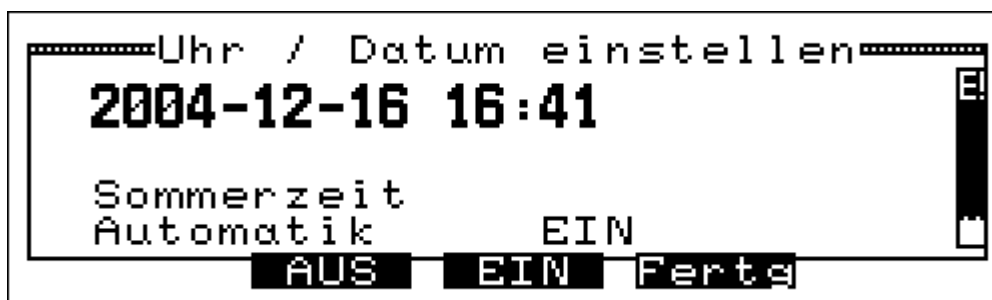 Uhr / Datum einstellen
2004-12-16 16:41
Sommerzeit
Automatik EIN
AUS EIN Fertg